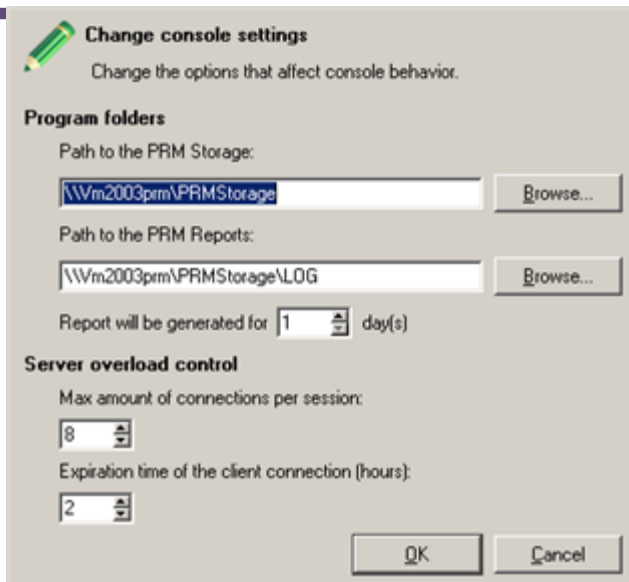 Change console settings
Change the options that affect console behavior.
Program folders
Path to the PRM Storage:
\\Vm2003prm\PRMStorage Browse...
Path to the PRM Reports:
\\Vm2003prm\PRMStorage\LOG Browse...
Report will be generated for 1 day(s)
Server overload control
Max amount of connections per session:
8
Expiration time of the client connection (hours):
2
OK Cancel